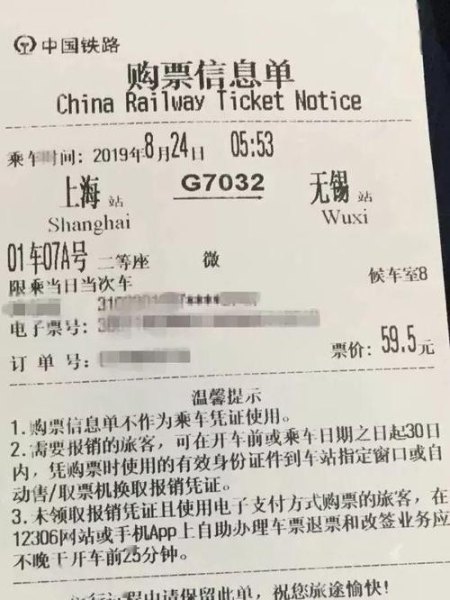 中国铁路
购票信息单
China Railway Ticket Notice
时间: 2019年8月24日 05:53
上海站 G7032 无锡站
Shanghai Wuxi
01车07A号 二等座 微
限乘当日当次车 候车室8
电子票号:
票价: 59.5元
订单号:
温馨提示
1. 购票信息单不作为乘车凭证使用。
2. 需要报销的旅客，可在开车前或乘车日期之日起30日
内，凭购票时使用的有效身份证件到车站指定窗口或自
动售/取票机换取报销凭证。
3. 未领取报销凭证且使用电子支付方式购票的旅客，在
12306网站或手机App上自助办理车票退票和改签业务应
不晚于开车前25分钟。
程中请保留此单，祝您旅途愉快！